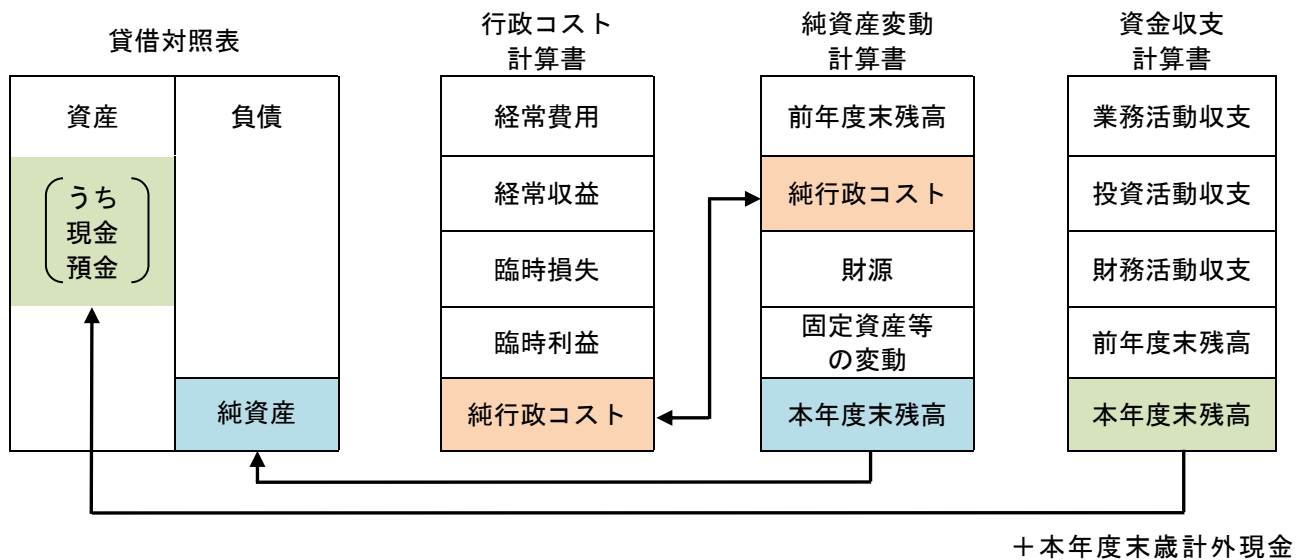 貸借対照表
資産
負債
うち
現金
預金
純資産
行政コスト
計算書
経常費用
経常収益
臨時損失
臨時利益
純行政コスト
純資産変動
計算書
前年度末残高
純行政コスト
財源
固定資産等
の変動
本年度末残高
資金収支
計算書
業務活動収支
投資活動収支
財務活動収支
前年度末残高
本年度末残高
＋本年度末歳計外現金